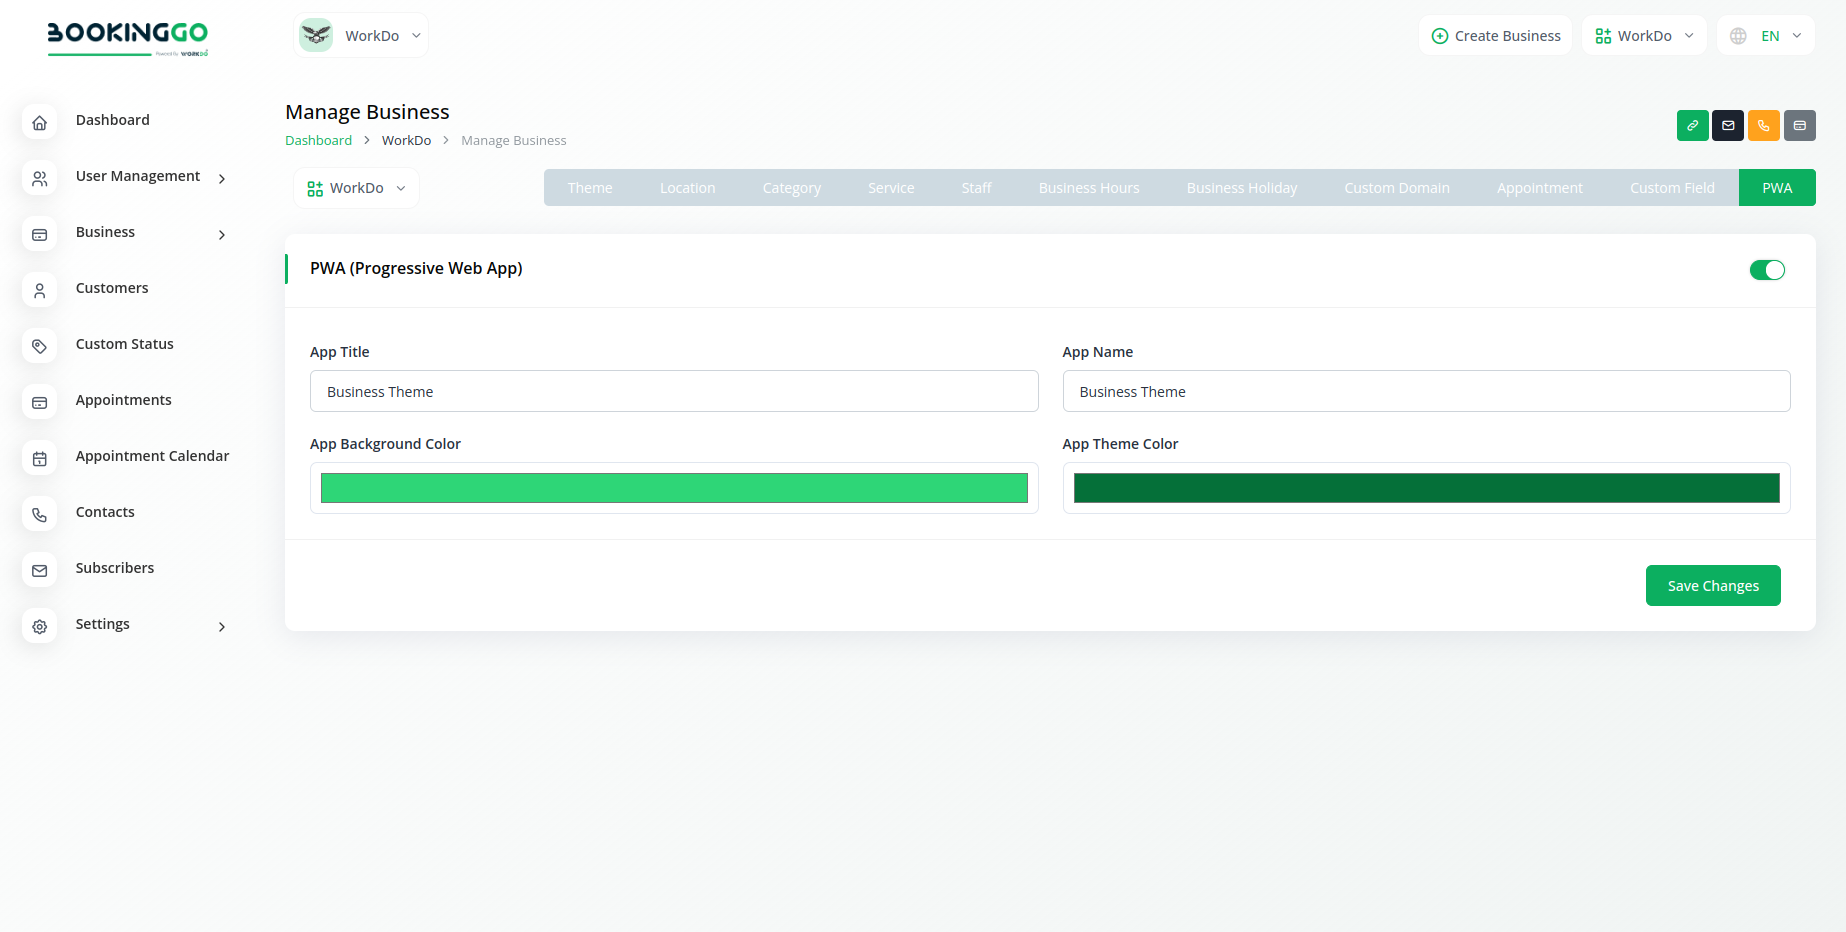 BOOKINGGO
Powered By WORKDO
WorkDo
Create Business
WorkDo
EN
Dashboard
User Management
Business
Customers
Custom Status
Appointments
Appointment Calendar
Contacts
Subscribers
Settings
Manage Business
Dashboard > WorkDo > Manage Business
WorkDo
Theme Location Category Service Staff Business Hours Business Holiday Custom Domain Appointment Custom Field PWA
PWA (Progressive Web App)
App Title
Business Theme
App Name
Business Theme
App Background Color
App Theme Color
Save Changes